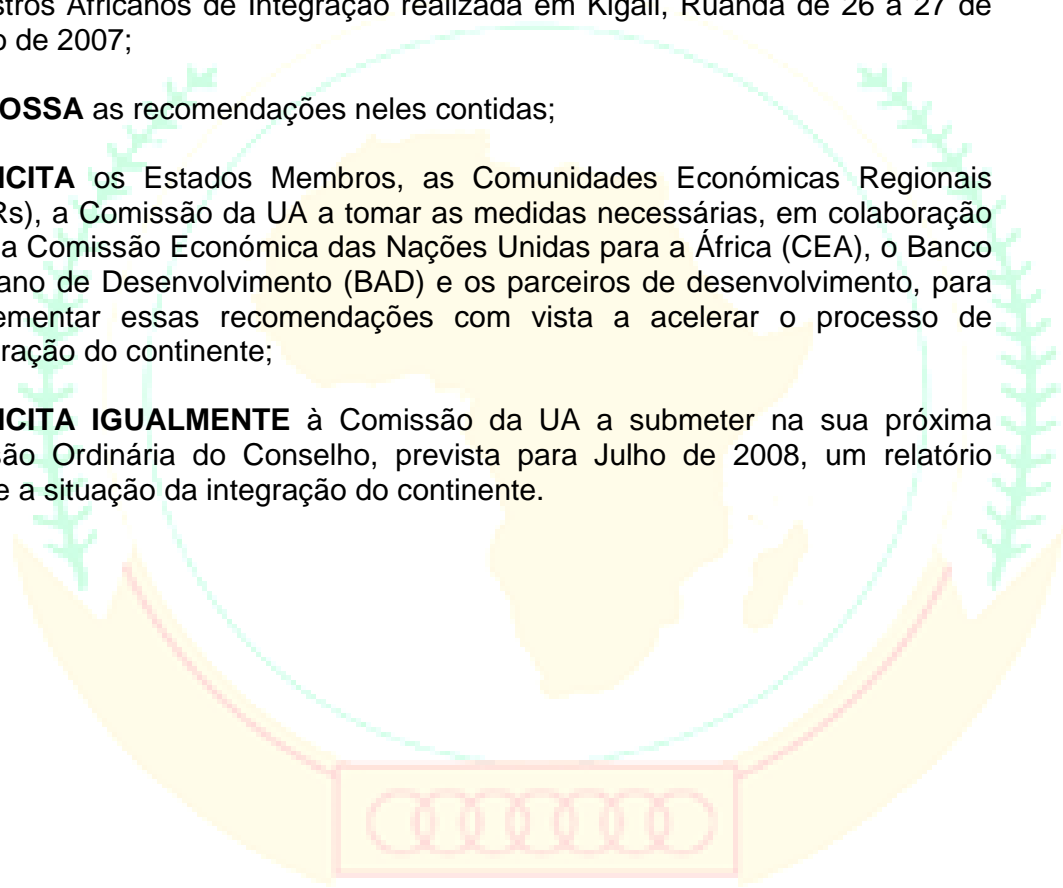 stros Africanos de Integração realizada em Kigali, Ruanda de 26 a 27 de
o de 2007;
OSSA as recomendações neles contidas;
ICITA os Estados Membros, as Comunidades Económicas Regionais
Rs), a Comissão da UA a tomar as medidas necessárias, em colaboração
a Comissão Económica das Nações Unidas para a África (CEA), o Banco
ano de Desenvolvimento (BAD) e os parceiros de desenvolvimento, para
ementar essas recomendações com vista a acelerar o processo de
ração do continente;
ICITA IGUALMENTE à Comissão da UA a submeter na sua próxima
são Ordinária do Conselho, prevista para Julho de 2008, um relatório
e a situação da integração do continente.